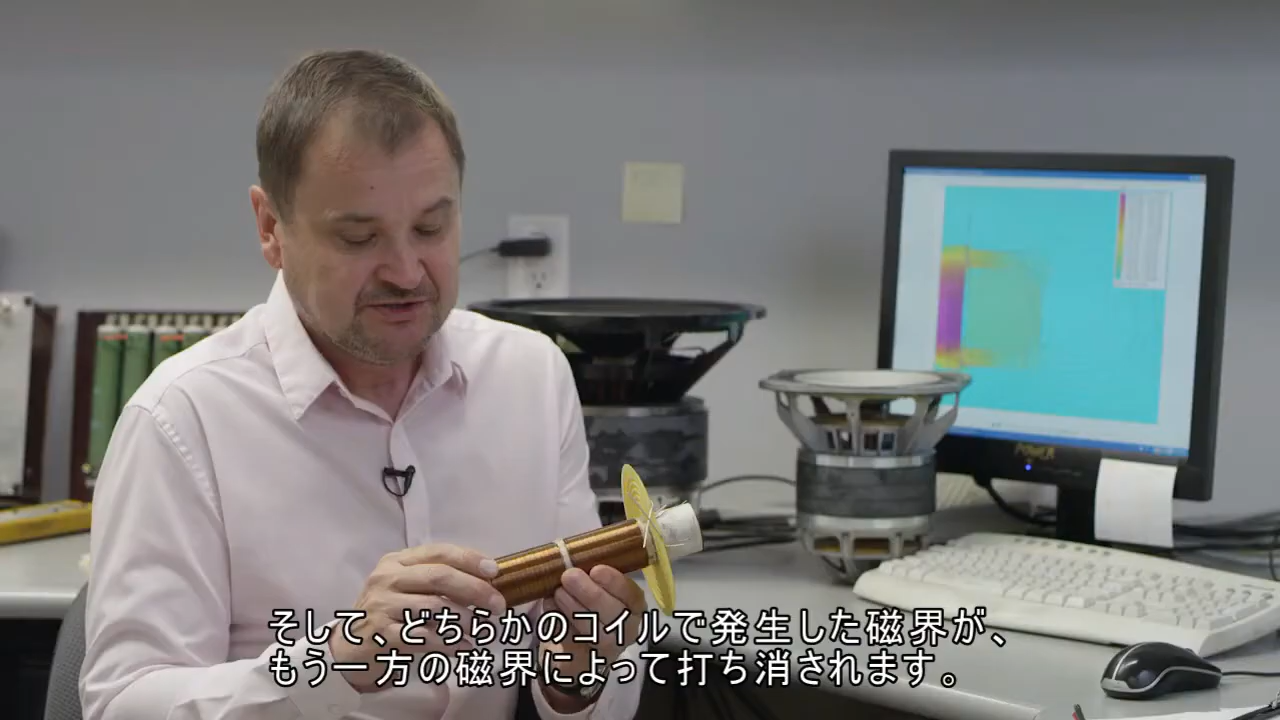 POWER
そして、どちらかのコイルで発生した磁界が、
もう一方の磁界によって打ち消されます。